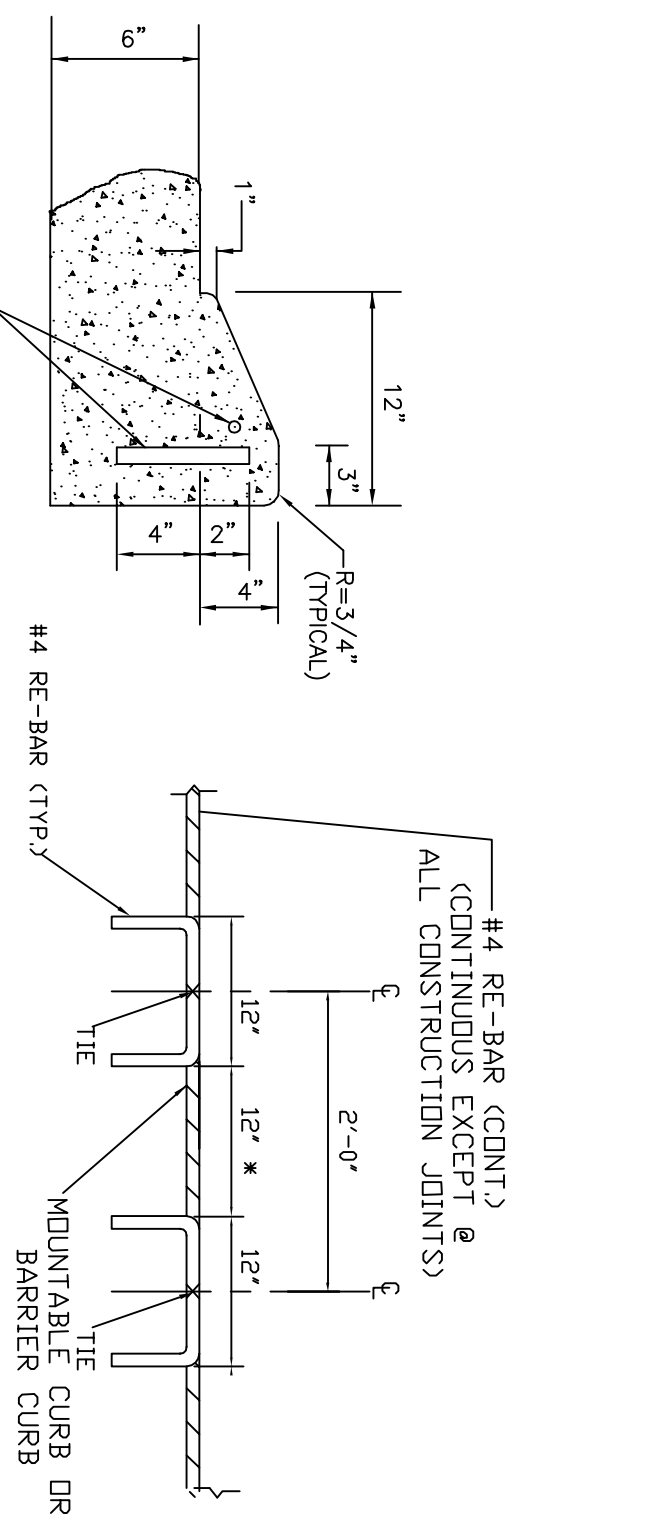 6”
1”
12”
3”
4”
2”
4”
R=3/4”
(TYPICAL)
#4 RE-BAR (TYP.)
#4 RE-BAR (CONT.)
(CONTINUOUS EXCEPT @
ALL CONSTRUCTION JOINTS)
2'-0"
12"
12" *
12"
TIE
TIE
MOUNTABLE CURB OR
BARRIER CURB